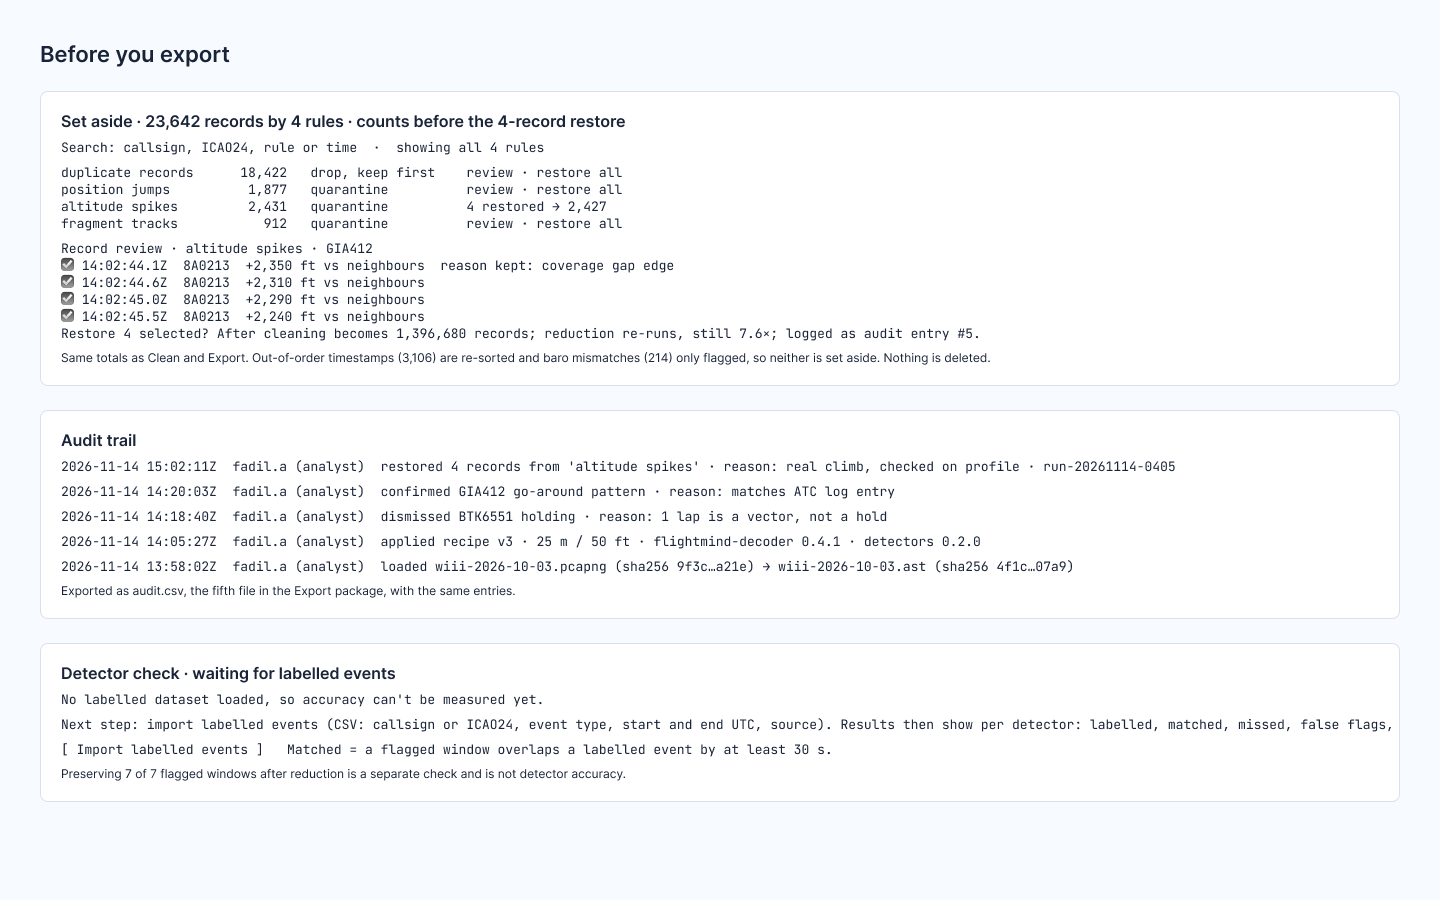 Before you export
Set aside · 23,642 records by 4 rules · counts before the 4-record restore
Search: callsign, ICAO24, rule or time  ·  showing all 4 rules
duplicate records      18,422   drop, keep first    review · restore all
position jumps          1,877   quarantine          review · restore all
altitude spikes         2,431   quarantine          4 restored → 2,427
fragment tracks           912   quarantine          review · restore all
Record review · altitude spikes · GIA412
☑ 14:02:44.1Z  8A0213  +2,350 ft vs neighbours  reason kept: coverage gap edge
☑ 14:02:44.6Z  8A0213  +2,310 ft vs neighbours
☑ 14:02:45.0Z  8A0213  +2,290 ft vs neighbours
☑ 14:02:45.5Z  8A0213  +2,240 ft vs neighbours
Restore 4 selected? After cleaning becomes 1,396,680 records; reduction re-runs, still 7.6×; logged as audit entry #5.
Same totals as Clean and Export. Out-of-order timestamps (3,106) are re-sorted and baro mismatches (214) only flagged, so neither is set aside. Nothing is deleted.
Audit trail
2026-11-14 15:02:11Z  fadil.a (analyst)  restored 4 records from 'altitude spikes' · reason: real climb, checked on profile · run-20261114-0405
2026-11-14 14:20:03Z  fadil.a (analyst)  confirmed GIA412 go-around pattern · reason: matches ATC log entry
2026-11-14 14:18:40Z  fadil.a (analyst)  dismissed BTK6551 holding · reason: 1 lap is a vector, not a hold
2026-11-14 14:05:27Z  fadil.a (analyst)  applied recipe v3 · 25 m / 50 ft · flightmind-decoder 0.4.1 · detectors 0.2.0
2026-11-14 13:58:02Z  fadil.a (analyst)  loaded wiii-2026-10-03.pcapng (sha256 9f3c…a21e) → wiii-2026-10-03.ast (sha256 4f1c…07a9)
Exported as audit.csv, the fifth file in the Export package, with the same entries.
Detector check · waiting for labelled events
No labelled dataset loaded, so accuracy can't be measured yet.
Next step: import labelled events (CSV: callsign or ICAO24, event type, start and end UTC, source). Results then show per detector: labelled, matched, missed, false flags,
[ Import labelled events ]   Matched = a flagged window overlaps a labelled event by at least 30 s.
Preserving 7 of 7 flagged windows after reduction is a separate check and is not detector accuracy.